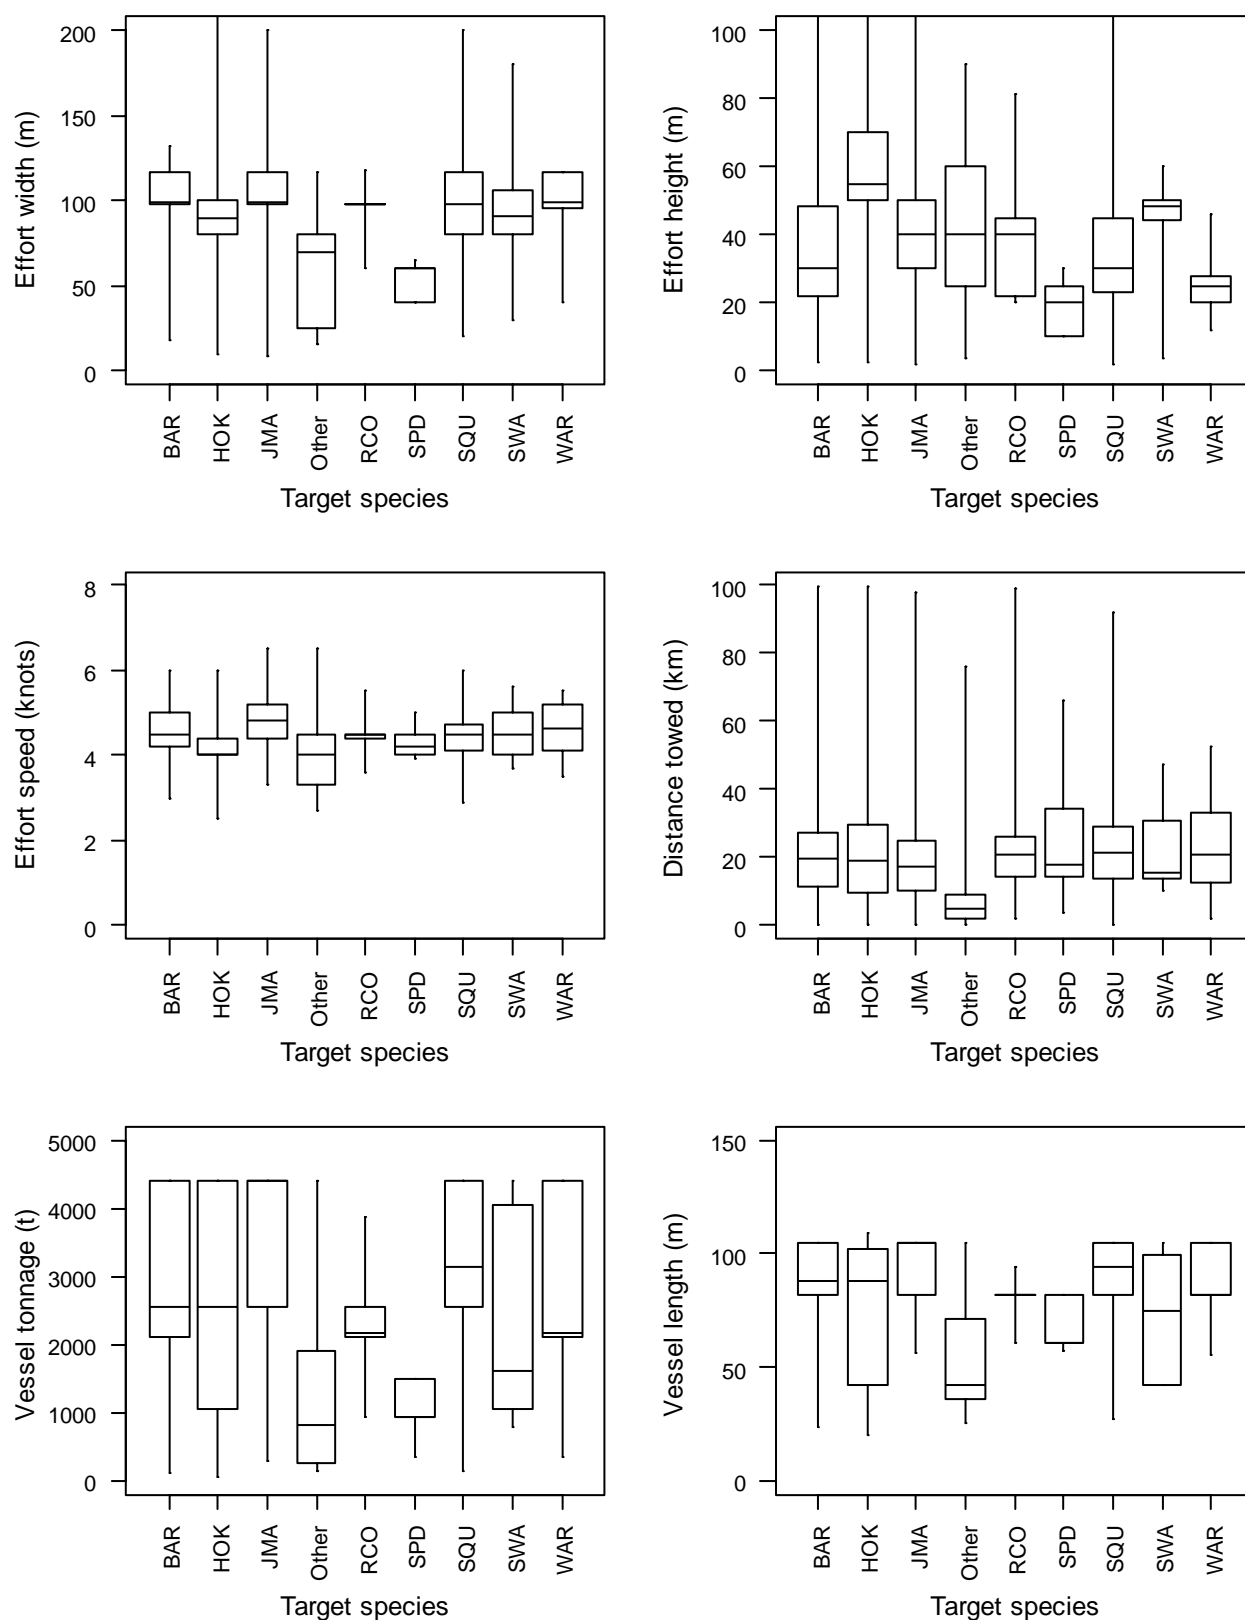 Effort width (m)
200
150
100
50
0
BAR
HOK
JMA
Other
RCO
SPD
SQU
SWA
WAR
Target species
Effort height (m)
100
80
60
40
20
0
BAR
HOK
JMA
Other
RCO
SPD
SQU
SWA
WAR
Target species
Effort speed (knots)
8
6
4
2
0
BAR
HOK
JMA
Other
RCO
SPD
SQU
SWA
WAR
Target species
Distance towed (km)
100
80
60
40
20
0
BAR
HOK
JMA
Other
RCO
SPD
SQU
SWA
WAR
Target species
Vessel tonnage (t)
5000
4000
3000
2000
1000
0
BAR
HOK
JMA
Other
RCO
SPD
SQU
SWA
WAR
Target species
Vessel length (m)
150
100
50
0
BAR
HOK
JMA
Other
RCO
SPD
SQU
SWA
WAR
Target species